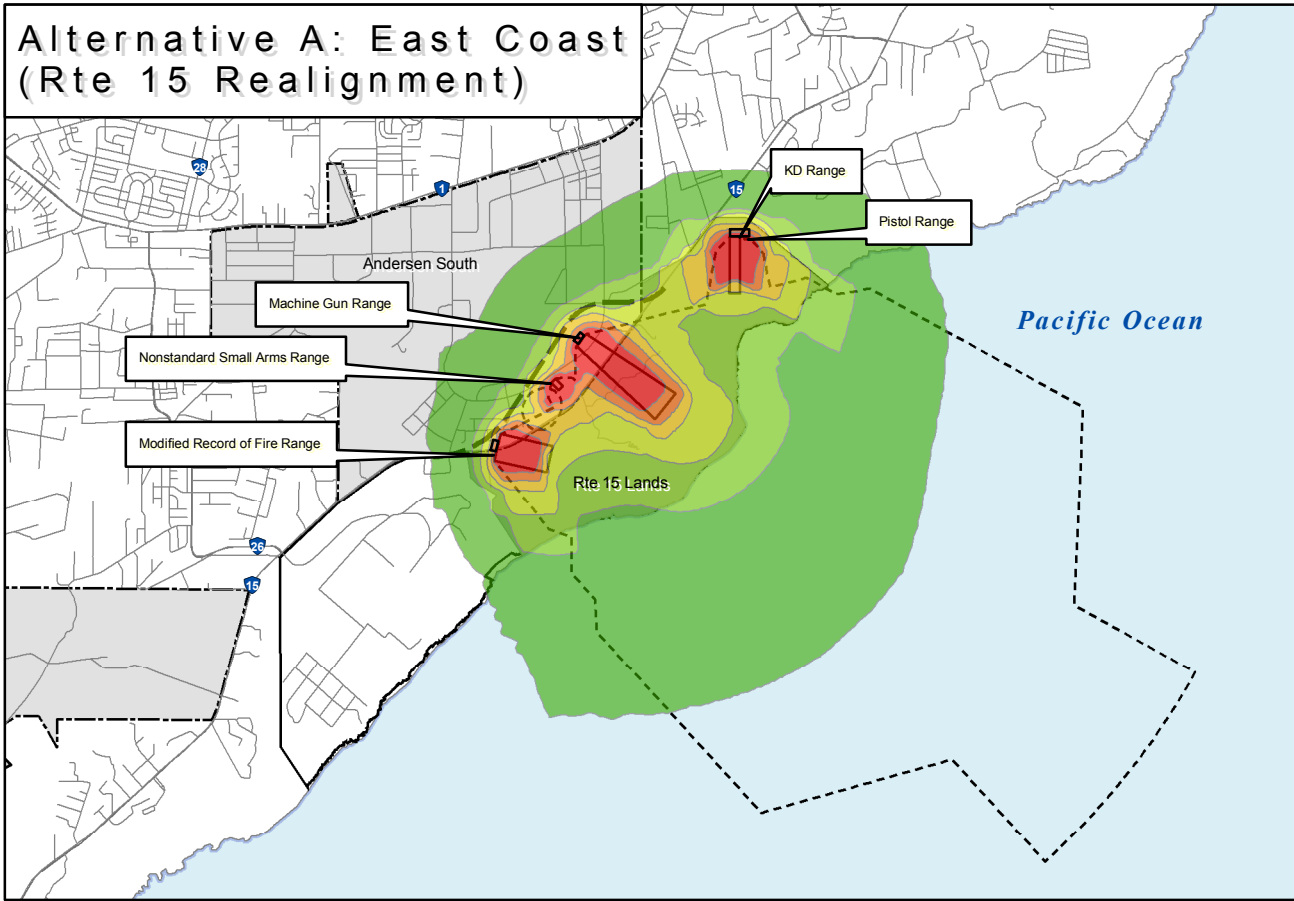 Alternative A: East Coast
(Rte 15 Realignment)
28
1
15
KD Range
Pistol Range
Andersen South
Machine Gun Range
Pacific Ocean
Nonstandard Small Arms Range
Modified Record of Fire Range
Rte 15 Lands
26
15